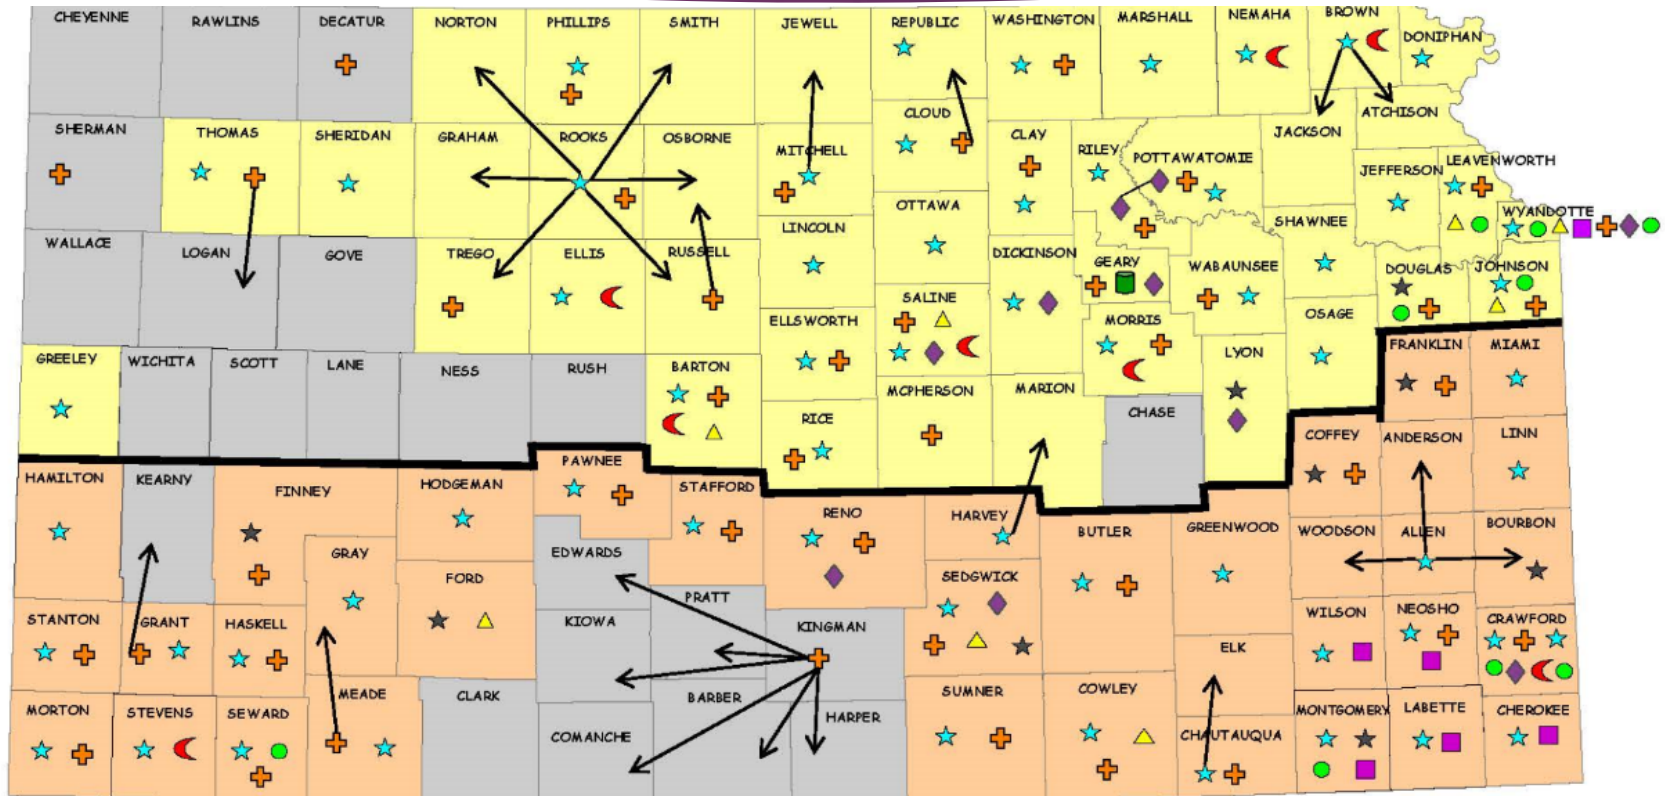 CHEYENNE
RAWLINS
DECATUR
NORTON
PHILLIPS
SMITH
JEWELL
REPUBLIC
WASHINGTON
MARSHALL
NEMAHA
BROWN
DONIPHAN
SHERMAN
THOMAS
SHERIDAN
GRAHAM
ROOKS
OSBORNE
MITCHELL
CLOUD
CLAY
RILEY
POTTAWATOMIE
JACKSON
ATCHISON
JEFFERSON
LEAVENWORTH
WYANDOTTE
WALLACE
LOGAN
GOVE
TREGO
ELLIS
RUSSELL
LINCOLN
OTTAWA
DICKINSON
GEARY
WABAUNSEE
SHAWNEE
DOUGLAS
JOHNSON
GREELEY
WICHITA
SCOTT
LANE
NESS
RUSH
BARTON
ELLSWORTH
SALINE
RICE
MCPHERSON
MARION
MORRIS
CHASE
LYON
OSAGE
FRANKLIN
MIAMI
HAMILTON
KEARNY
FINNEY
HODGEMAN
PAWNEE
STAFFORD
RENO
HARVEY
BUTLER
GREENWOOD
COFFEY
ANDERSON
LINN
WOODSON
ALLEN
BOURBON
GRAY
FORD
EDWARDS
PRATT
KIOWA
KINGMAN
SEDGWICK
STANTON
GRANT
HASKELL
WILSON
NEOSHO
CRAWFORD
ELK
MORTON
STEVENS
SEWARD
MEADE
CLARK
COMANCHE
BARBER
HARPER
SUMNER
COWLEY
CHAUTAUQUA
MONTGOMERY
LABETTE
CHEROKEE